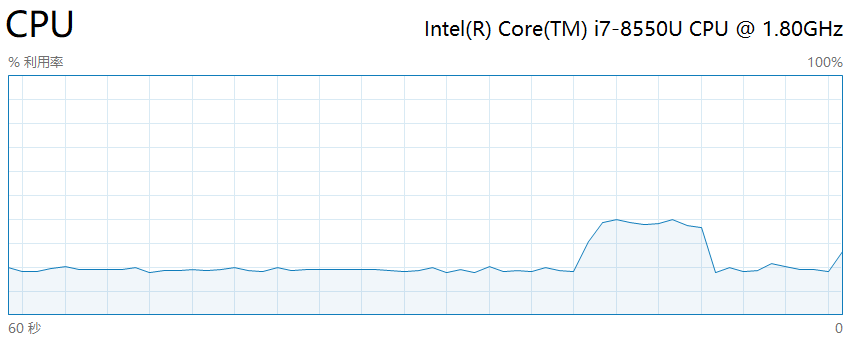 CPU
Intel(R) Core(TM) i7-8550U CPU @ 1.80GHz
% 利用率
100%
60 秒
0